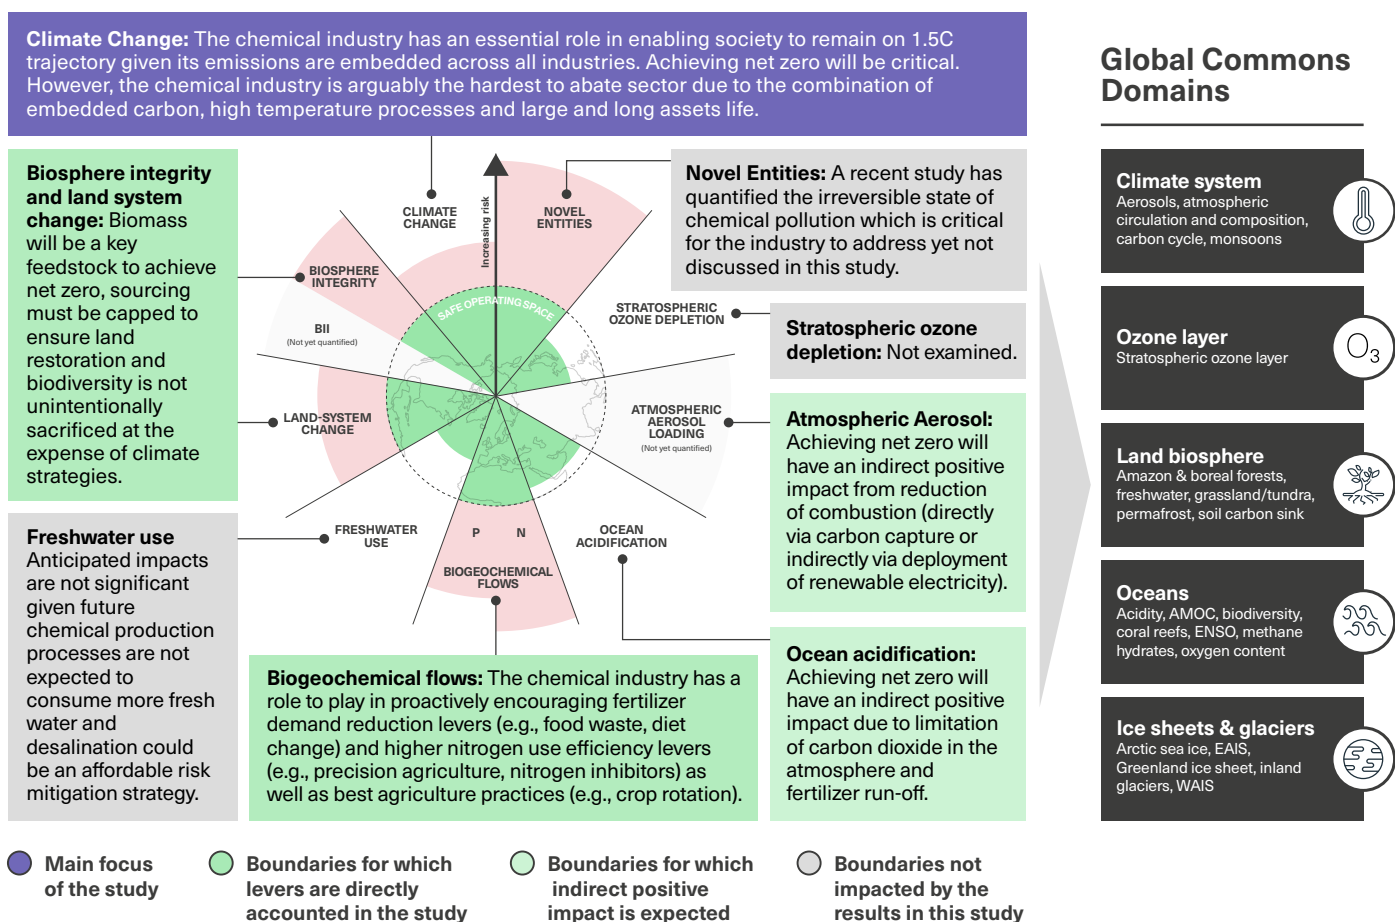 Climate Change: The chemical industry has an essential role in enabling society to remain on 1.5C
trajectory given its emissions are embedded across all industries. Achieving net zero will be critical.
However, the chemical industry is arguably the hardest to abate sector due to the combination of
embedded carbon, high temperature processes and large and long assets life.
Biosphere integrity
and land system
change: Biomass
will be a key
feedstock to achieve
net zero, sourcing
must be capped to
ensure land
restoration and
biodiversity is not
unintentionally
sacrificed at the
expense of climate
strategies.
Freshwater use
Anticipated impacts
are not significant
given future
chemical production
processes are not
expected to
consume more fresh
water and
desalination could
be an affordable risk
mitigation strategy.
CLIMATE
CHANGE
Increasing risk
NOVEL
ENTITIES
BIOSPHERE
INTEGRITY
SAFE OPERATING SPACE
STRATOSPHERIC
OZONE DEPLETION
BII
(Not yet quantified)
LAND-SYSTEM
CHANGE
ATMOSPHERIC
AEROSOL
LOADING
(Not yet quantified)
FRESHWATER
USE
P N
OCEAN
ACIDIFICATION
BIOGEOCHEMICAL
FLOWS
Novel Entities: A recent study has
quantified the irreversible state of
chemical pollution which is critical
for the industry to address yet not
discussed in this study.
Stratospheric ozone
depletion: Not examined.
Atmospheric Aerosol:
Achieving net zero will
have an indirect positive
impact from reduction
of combustion (directly
via carbon capture or
indirectly via deployment
of renewable electricity).
Biogeochemical flows: The chemical industry has a
role to play in proactively encouraging fertilizer
demand reduction levers (e.g., food waste, diet
change) and higher nitrogen use efficiency levers
(e.g., precision agriculture, nitrogen inhibitors) as
well as best agriculture practices (e.g., crop rotation).
Ocean acidification:
Achieving net zero will
have an indirect positive
impact due to limitation
of carbon dioxide in the
atmosphere and
fertilizer run-off.
Global Commons
Domains
Climate system
Aerosols, atmospheric
circulation and composition,
carbon cycle, monsoons
Ozone layer
Stratospheric ozone layer
O3
Land biosphere
Amazon & boreal forests,
freshwater, grassland/tundra,
permafrost, soil carbon sink
Oceans
Acidity, AMOC, biodiversity,
coral reefs, ENSO, methane
hydrates, oxygen content
Ice sheets & glaciers
Arctic sea ice, EAIS,
Greenland ice sheet, inland
glaciers, WAIS
Main focus
of the study
Boundaries for which
levers are directly
accounted in the study
Boundaries for which
indirect positive
impact is expected
Boundaries not
impacted by the
results in this study